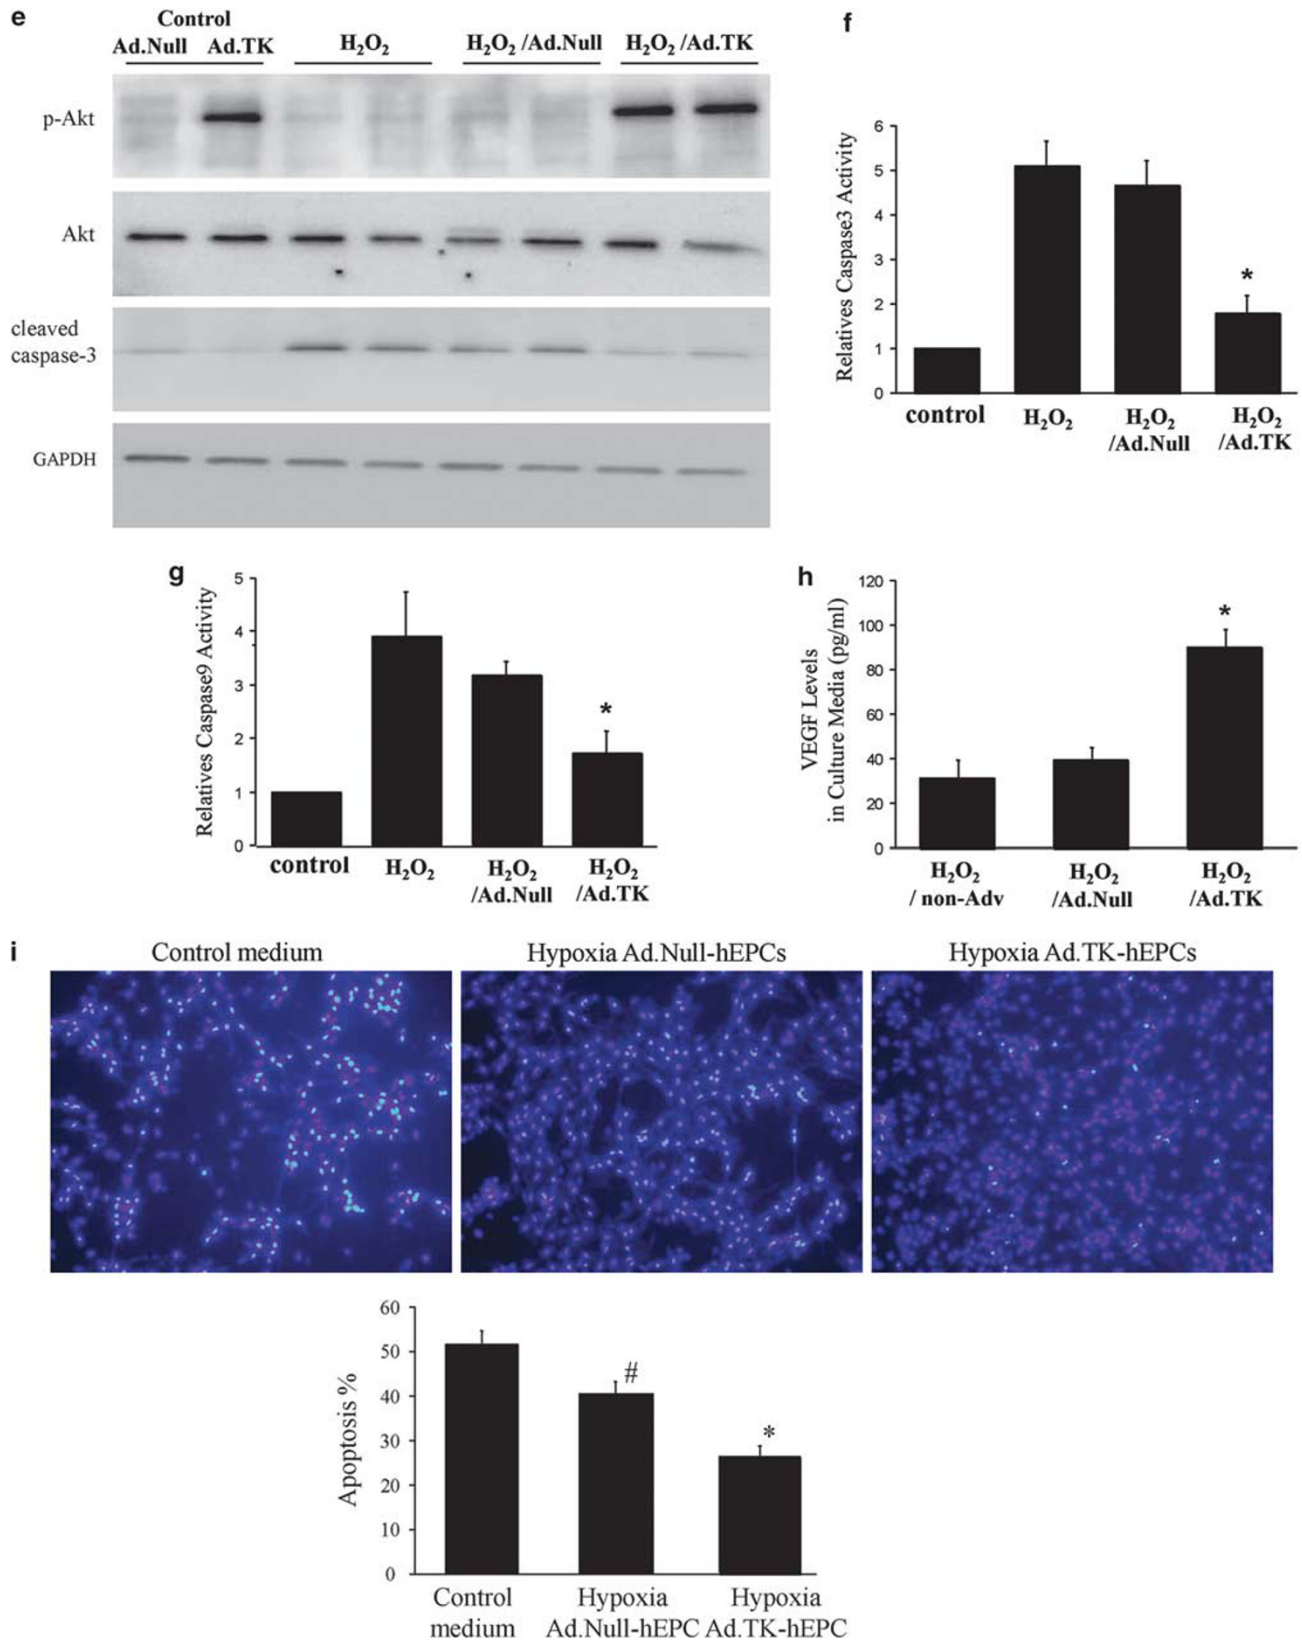 e
Control
Ad.Null Ad.TK
H₂O₂
H₂O₂ /Ad.Null
H₂O₂ /Ad.TK
p-Akt
Akt
cleaved
caspase-3
GAPDH
f
Relatives Caspase3 Activity
6
5
4
3
2
1
0
*
control
H₂O₂
H₂O₂
/Ad.Null
H₂O₂
/Ad.TK
g
Relatives Caspase9 Activity
5
4
3
2
1
0
*
control
H₂O₂
H₂O₂
/Ad.Null
H₂O₂
/Ad.TK
h
VEGF Levels
in Culture Media (pg/ml)
120
100
80
60
40
20
0
*
H₂O₂
/ non-Adv
H₂O₂
/Ad.Null
H₂O₂
/Ad.TK
i
Control medium
Hypoxia Ad.Null-hEPCs
Hypoxia Ad.TK-hEPCs
Apoptosis %
60
50
40
30
20
10
0
#
*
Control
medium
Hypoxia
Ad.Null-hEPC
Hypoxia
Ad.TK-hEPC